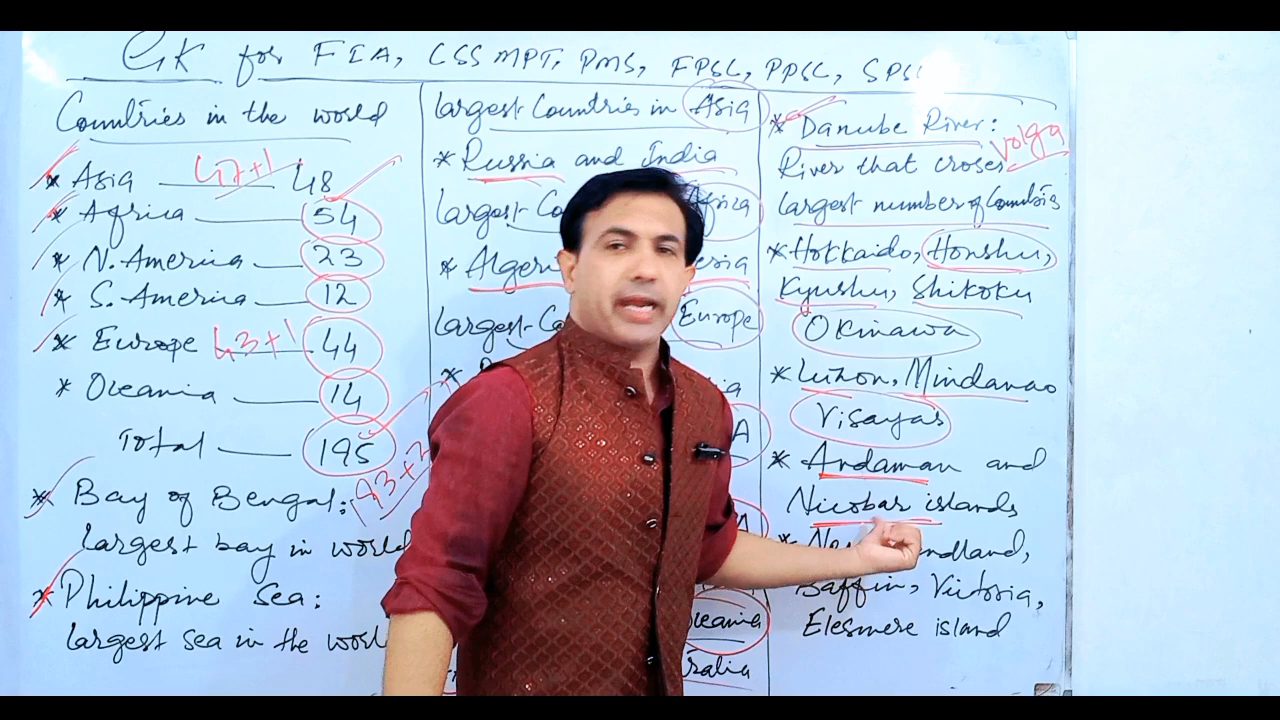 GK for FIA, CSS MPT, PMS, FPSC, PPSC, SPSC
Countries in the world
* Asia 47+1 48
* Africa 54
* N. America 23
* S. America 12
* Europe 43+1 44
* Oceania 14
Total 195
193+2
* Bay of Bengal:
largest bay in world
* Philippine Sea:
largest sea in the world
largest Countries in Asia
* Russia and India
largest Africa
* Algeria
largest Europe
* Danube River:
volga
River that croses
largest number of Countries
* Hokkaido, Honshu,
Kyushu, Shikoku
Okinawa
* Luzon, Mindanao
Visayas
* Andaman and
Nicobar islands
*
Baffin, Victoria,
Elesmere island